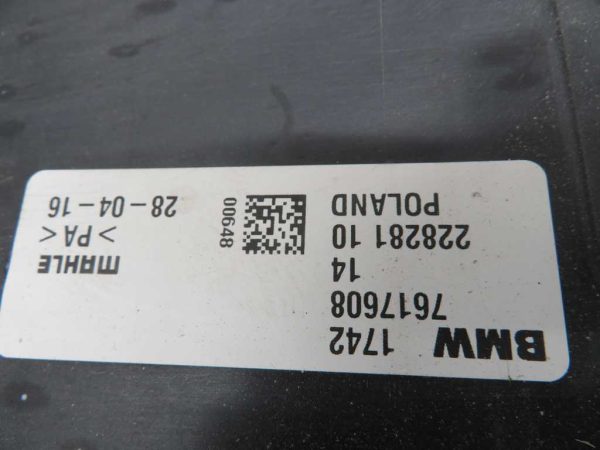 BMW 1742
7617608
14
228281 10
POLAND
00648
MAHLE
>PA<
28-04-16